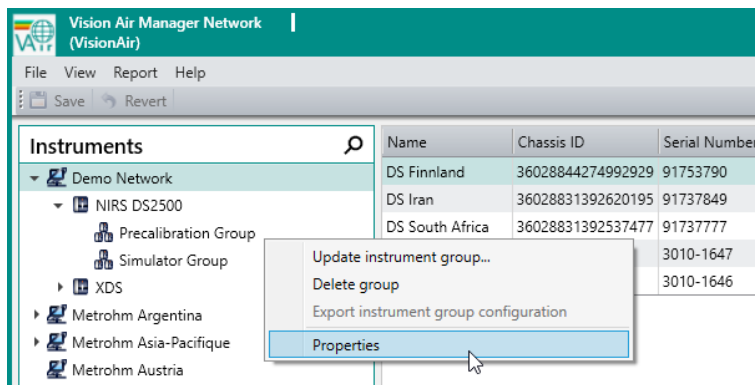 Vision Air Manager Network
(VisionAir)
VAir
File View Report Help
Save Revert
Instruments
Name Chassis ID Serial Number
Demo Network
DS Finnland 36028844274992929 91753790
NIRS DS2500
DS Iran 36028831392620195 91737849
Precalibration Group
DS South Africa 36028831392537477 91737777
Simulator Group
Update instrument group...
3010-1647
XDS
Delete group
3010-1646
Metrohm Argentina
Export instrument group configuration
Metrohm Asia-Pacifique
Properties
Metrohm Austria